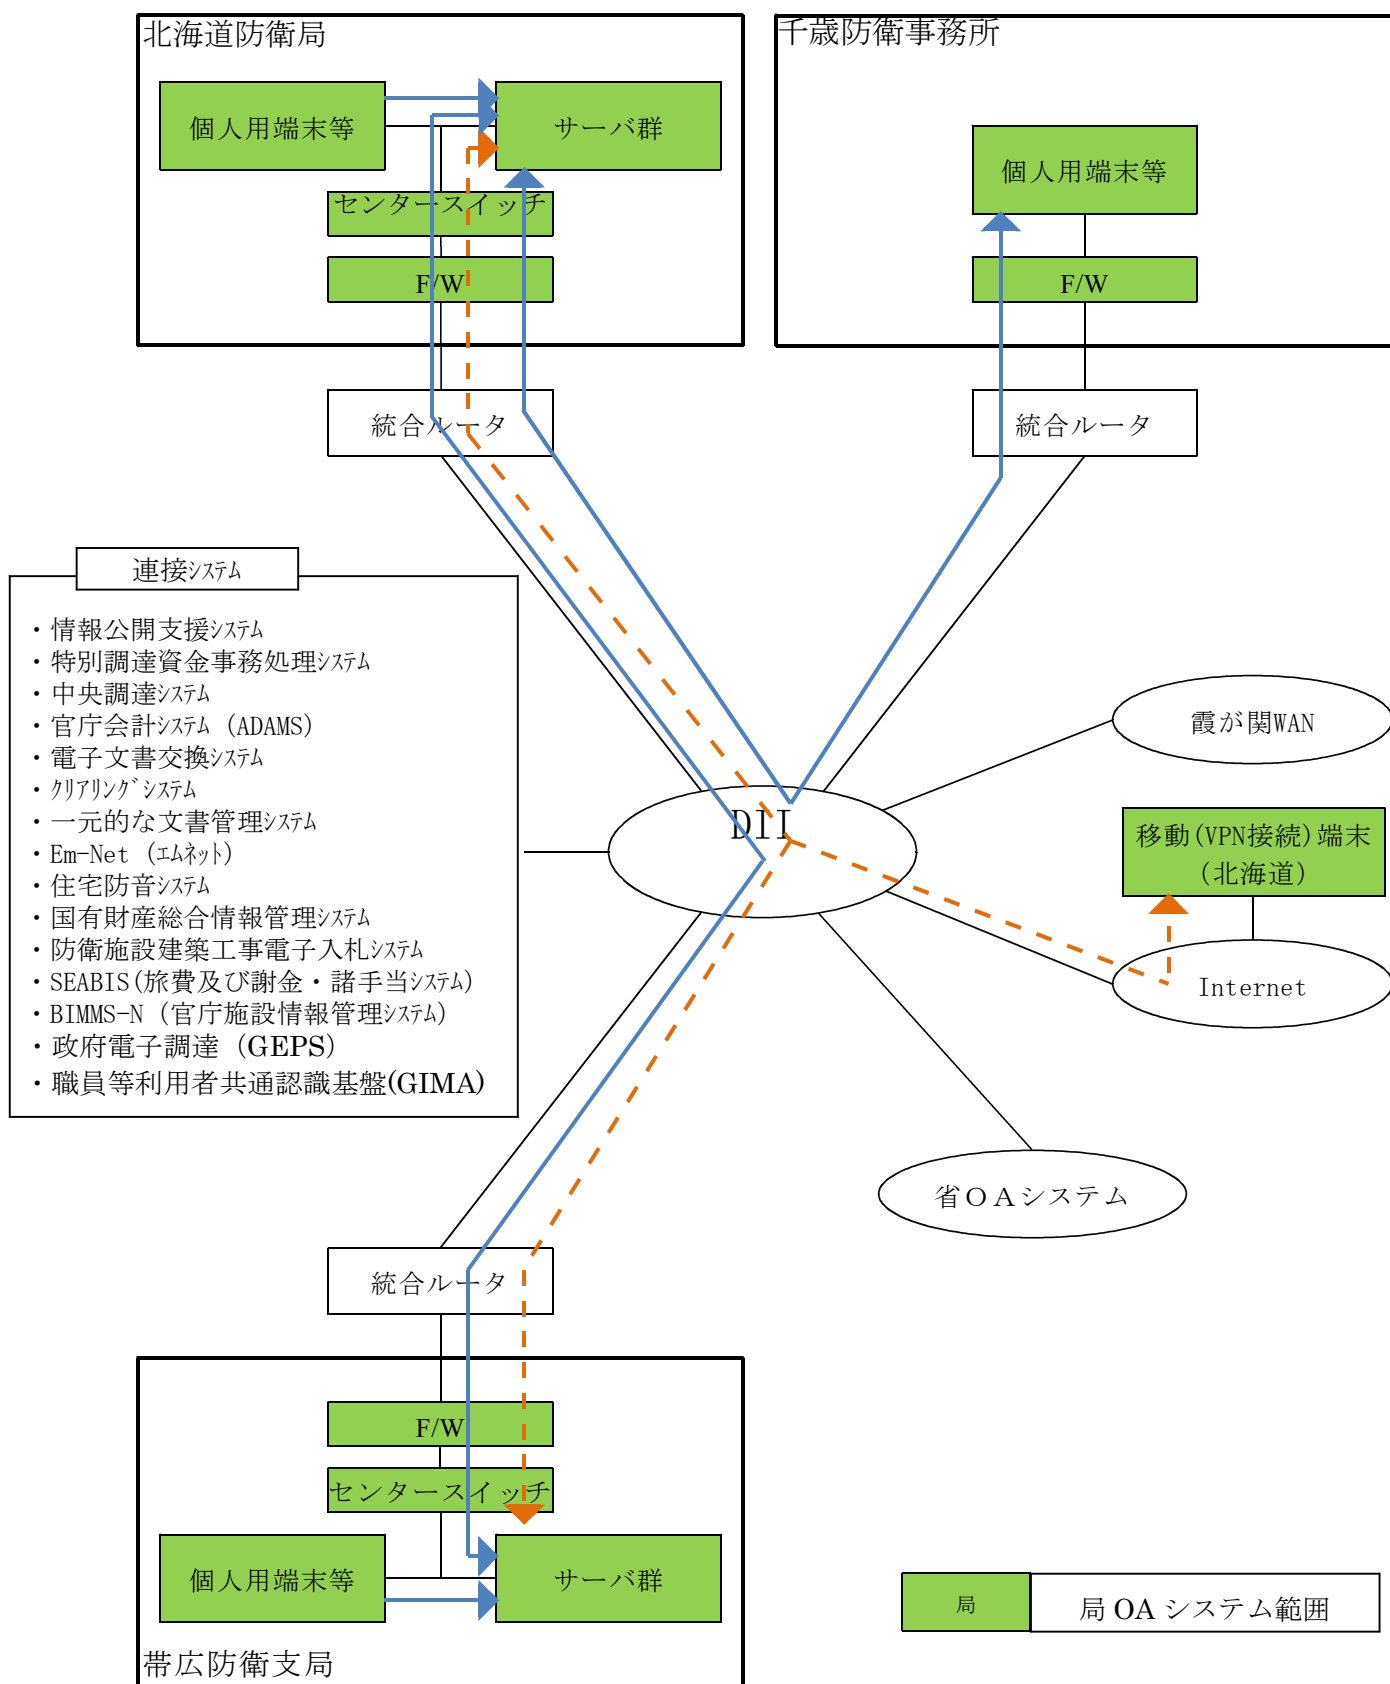 北海道防衛局
千歳防衛事務所
個人用端末等
サーバ群
個人用端末等
センタースイッチ
F/W
F/W
統合ルータ
統合ルータ
連接ｼｽﾃﾑ
・情報公開支援ｼｽﾃﾑ
・特別調達資金事務処理ｼｽﾃﾑ
・中央調達ｼｽﾃﾑ
・官庁会計ｼｽﾃﾑ（ADAMS）
・電子文書交換ｼｽﾃﾑ
・ｸﾘｱﾘﾝｸﾞｼｽﾃﾑ
・一元的な文書管理ｼｽﾃﾑ
・Em-Net（ｴﾑﾈｯﾄ）
・住宅防音ｼｽﾃﾑ
・国有財産総合情報管理ｼｽﾃﾑ
・防衛施設建築工事電子入札ｼｽﾃﾑ
・SEABIS(旅費及び謝金・諸手当ｼｽﾃﾑ)
・BIMMS-N（官庁施設情報管理ｼｽﾃﾑ）
・政府電子調達（GEPS）
・職員等利用者共通認識基盤(GIMA)
霞が関WAN
DII
移動(VPN接続)端末
（北海道）
Internet
省ＯＡシステム
統合ルータ
F/W
センタースイッチ
個人用端末等
サーバ群
帯広防衛支局
局
局 OA システム範囲